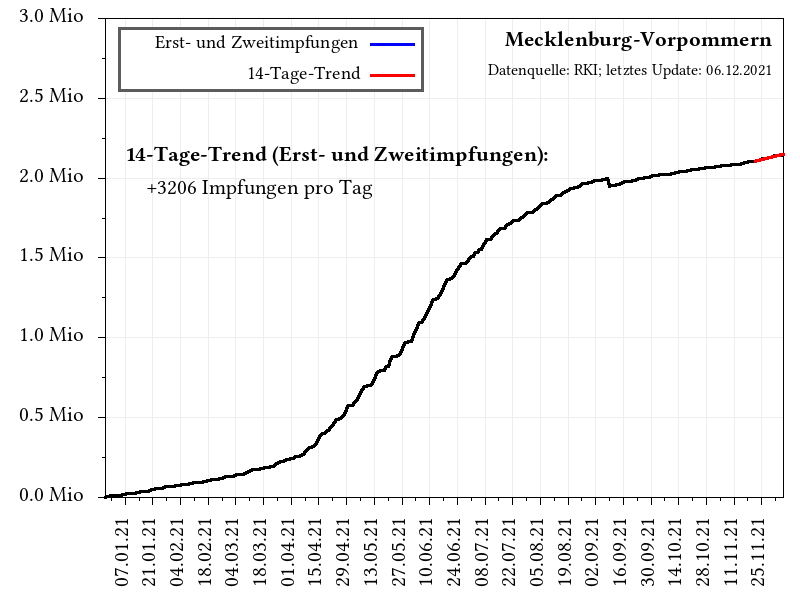 3.0 Mio
2.5 Mio
2.0 Mio
1.5 Mio
1.0 Mio
0.5 Mio
0.0 Mio
Erst- und Zweitimpfungen
14-Tage-Trend
Mecklenburg-Vorpommern
Datenquelle: RKI; letztes Update: 06.12.2021
14-Tage-Trend (Erst- und Zweitimpfungen):
+3206 Impfungen pro Tag
07.01.21
21.01.21
04.02.21
18.02.21
04.03.21
18.03.21
01.04.21
15.04.21
29.04.21
13.05.21
27.05.21
10.06.21
24.06.21
08.07.21
22.07.21
05.08.21
19.08.21
02.09.21
16.09.21
30.09.21
14.10.21
28.10.21
11.11.21
25.11.21